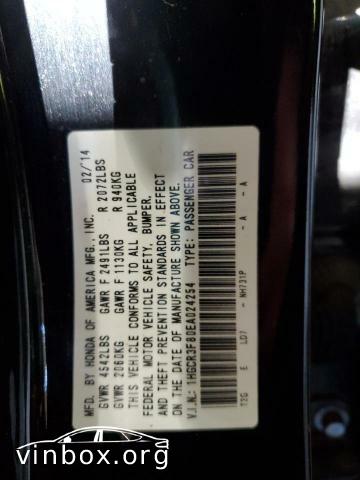 MFD. BY HONDA OF AMERICA MFG., INC. 02/14
GVWR 4542LBS GAWR F 2491LBS R 2072LBS
GVWR 2060KG GAWR F 1130KG R 940KG
THIS VEHICLE CONFORMS TO ALL APPLICABLE
FEDERAL MOTOR VEHICLE SAFETY, BUMPER,
AND THEFT PREVENTION STANDARDS IN EFFECT
ON THE DATE OF MANUFACTURE SHOWN ABOVE.
V.I.N.: 1HGCR3F80EA024254 TYPE: PASSENGER CAR
T2G E LD7 - NH731P - A - A
vinbox.org